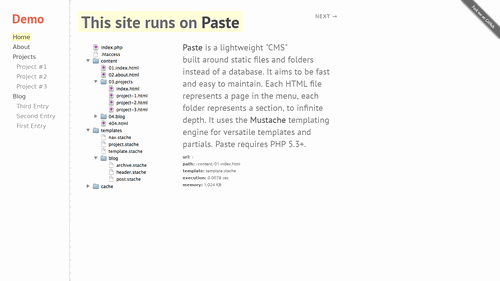 Demo
Home
About
Projects
Project #1
Project #2
Project #3
Blog
Third Entry
Second Entry
First Entry
This site runs on Paste
NEXT →
index.php
.htaccess
content
01.index.html
02.about.html
03.projects
index.html
project-1.html
project-2.html
project-3.html
04.blog
404.html
templates
nav.stache
project.stache
template.stache
blog
archive.stache
header.stache
post.stache
cache
Paste is a lightweight "CMS"
built around static files and folders
instead of a database. It aims to be fast
and easy to maintain. Each HTML file
represents a page in the menu, each
folder represents a section, to infinite
depth. It uses the Mustache templating
engine for versatile templates and
partials. Paste requires PHP 5.3+.
url: :
template: template.stache
execution: 0.0078 sec
memory: 1,024 KB
Fork me on GitHub